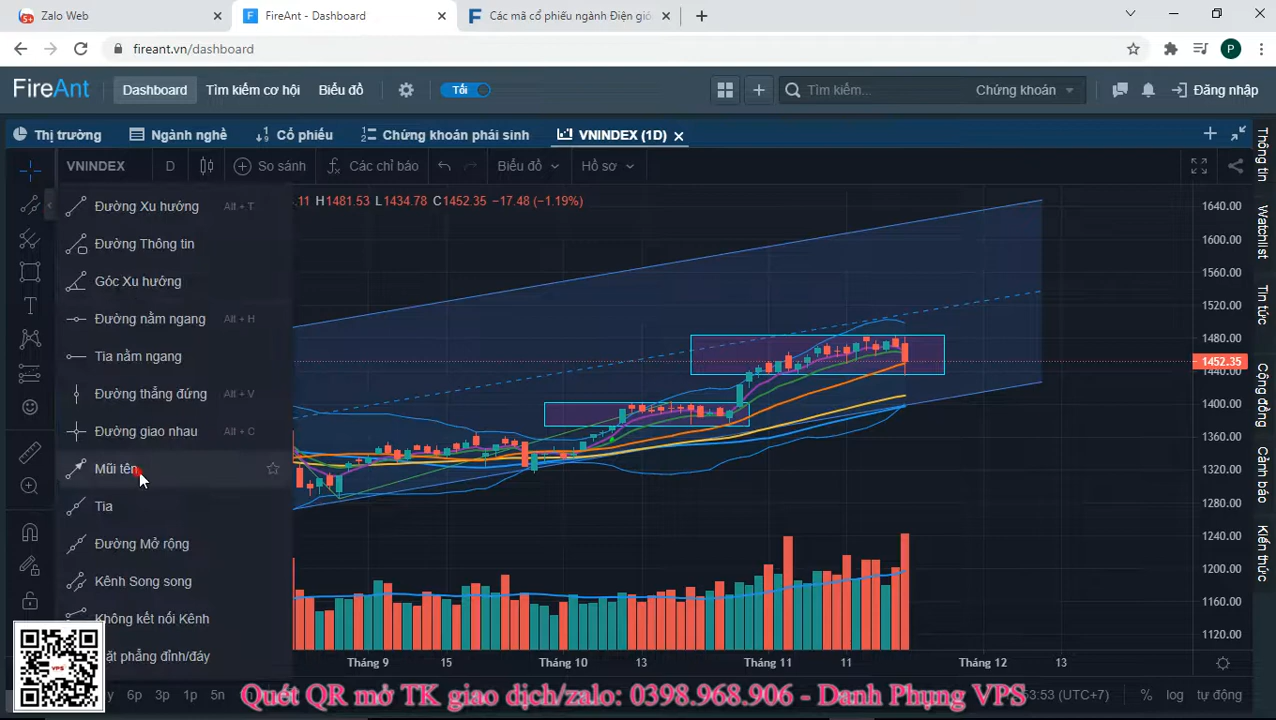 Zalo Web
FireAnt - Dashboard
Các mã cổ phiếu ngành Điện gió
fireant.vn/dashboard
P
FireAnt
Dashboard
Tìm kiếm cơ hội
Biểu đồ
Tối
Tìm kiếm...
Chứng khoán
Đăng nhập
Thị trường
Ngành nghề
Cổ phiếu
Chứng khoán phái sinh
VNINDEX (1D)
VNINDEX
D
So sánh
Các chỉ báo
Biểu đồ
Hồ sơ
.11 H1481.53 L1434.78 C1452.35 −17.48 (−1.19%)
Đường Xu hướng Alt + T
Đường Thông tin
Góc Xu hướng
Đường nằm ngang Alt + H
Tia nằm ngang
Đường thẳng đứng Alt + V
Đường giao nhau Alt + C
Mũi tên
Tia
Đường Mở rộng
Kênh Song song
Không kết nối Kênh
phẳng đỉnh/đáy
1640.00
1600.00
1560.00
1520.00
1480.00
1452.35
1440.00
1400.00
1360.00
1320.00
1280.00
1240.00
1200.00
1160.00
1120.00
Tháng 9
15
Tháng 10
13
Tháng 11
11
Tháng 12
13
Thông tin
Watchlist
Tin tức
Cộng đồng
Cảnh báo
Kiến thức
VPS
y 6p 3p 1p 5n
:53:53 (UTC+7)
% log tự động
Quét QR mở TK giao dịch/zalo: 0398.968.906 - Danh Phụng VPS